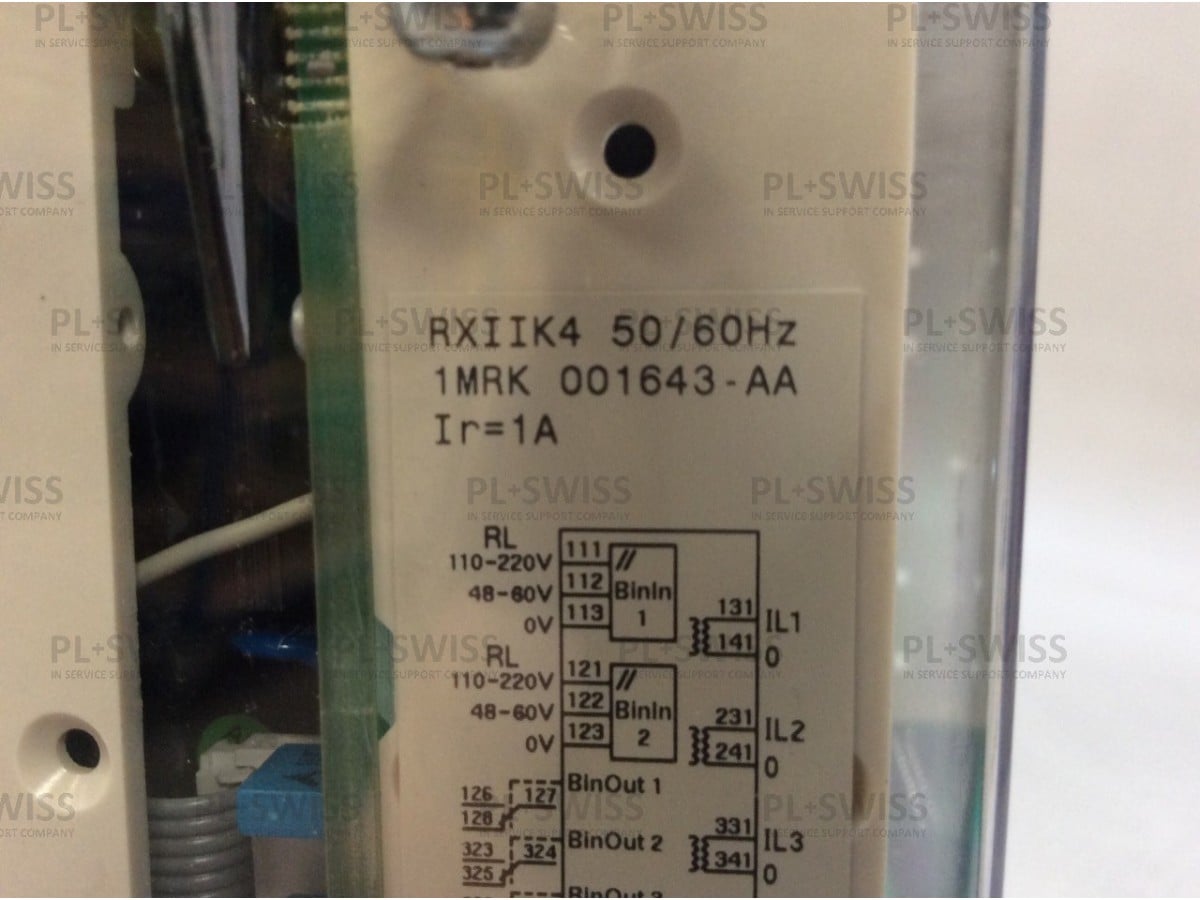 PL+SWISS
IN SERVICE SUPPORT COMPANY
RXIIK4 50/60Hz
1MRK 001643-AA
Ir=1A
RL
110-220V 111
48-60V 112
0V 113
BinIn
1
131 IL1
141 0
RL
110-220V 121
48-60V 122
0V 123
BinIn
2
231 IL2
241 0
126 127 BinOut 1
128
323 324 BinOut 2
325
331 IL3
341 0
BinOut 3